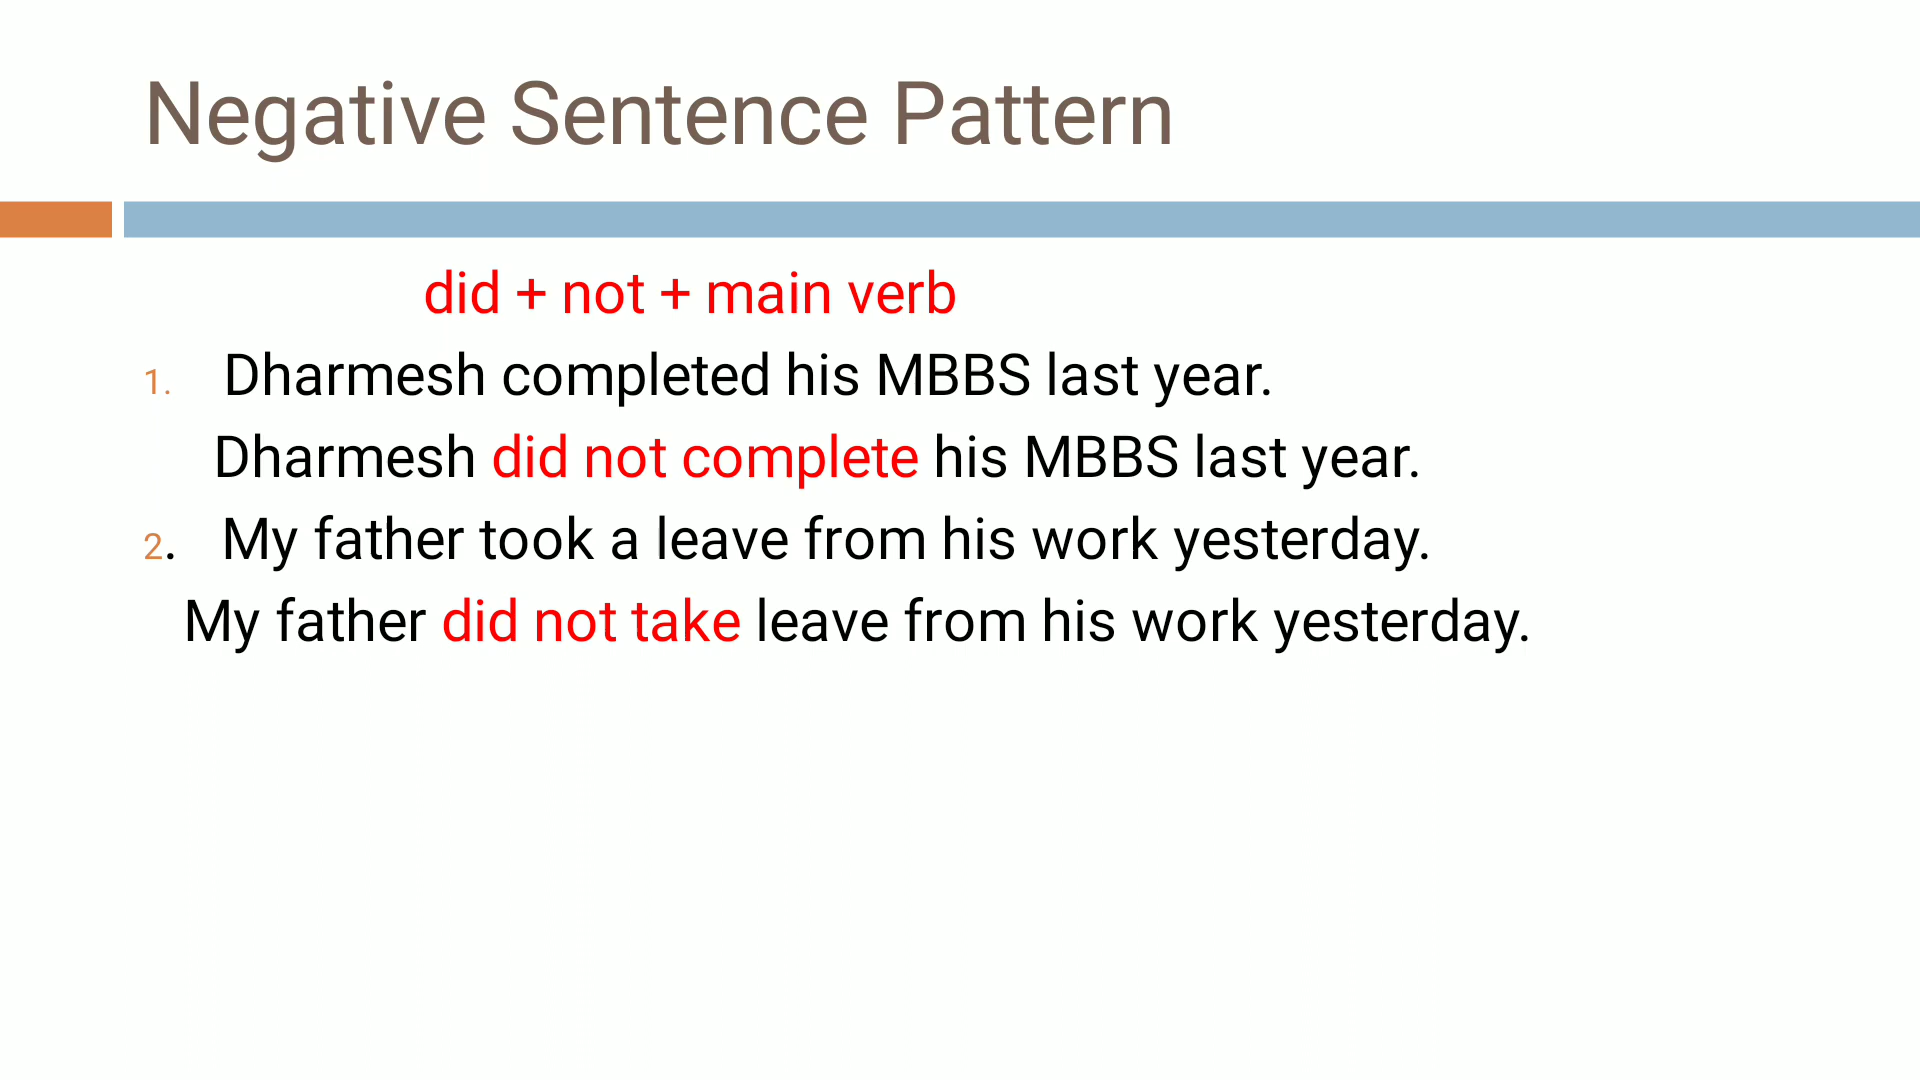 Negative Sentence Pattern
did + not + main verb
1. Dharmesh completed his MBBS last year.
Dharmesh did not complete his MBBS last year.
2. My father took a leave from his work yesterday.
My father did not take leave from his work yesterday.